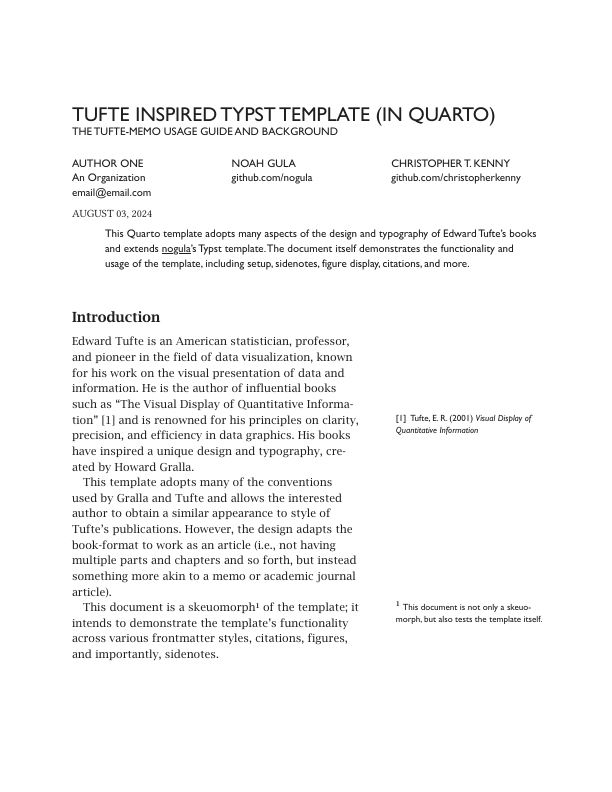 TUFTE INSPIRED TYPST TEMPLATE (IN QUARTO)
THE TUFTE-MEMO USAGE GUIDE AND BACKGROUND
AUTHOR ONE
An Organization
email@email.com
NOAH GULA
github.com/nogula
CHRISTOPHER T. KENNY
github.com/christopherkenny
AUGUST 03, 2024
This Quarto template adopts many aspects of the design and typography of Edward Tufte's books
and extends nogula's Typst template. The document itself demonstrates the functionality and
usage of the template, including setup, sidenotes, figure display, citations, and more.
Introduction
Edward Tufte is an American statistician, professor,
and pioneer in the field of data visualization, known
for his work on the visual presentation of data and
information. He is the author of influential books
such as “The Visual Display of Quantitative Informa-
tion” [1] and is renowned for his principles on clarity,
precision, and efficiency in data graphics. His books
have inspired a unique design and typography, cre-
ated by Howard Gralla.
This template adopts many of the conventions
used by Gralla and Tufte and allows the interested
author to obtain a similar appearance to style of
Tufte's publications. However, the design adapts the
book-format to work as an article (i.e., not having
multiple parts and chapters and so forth, but instead
something more akin to a memo or academic journal
article).
This document is a skeuomorph¹ of the template; it
intends to demonstrate the template's functionality
across various frontmatter styles, citations, figures,
and importantly, sidenotes.
[1] Tufte, E. R. (2001) Visual Display of
Quantitative Information
¹ This document is not only a skeuo-
morph, but also tests the template itself.